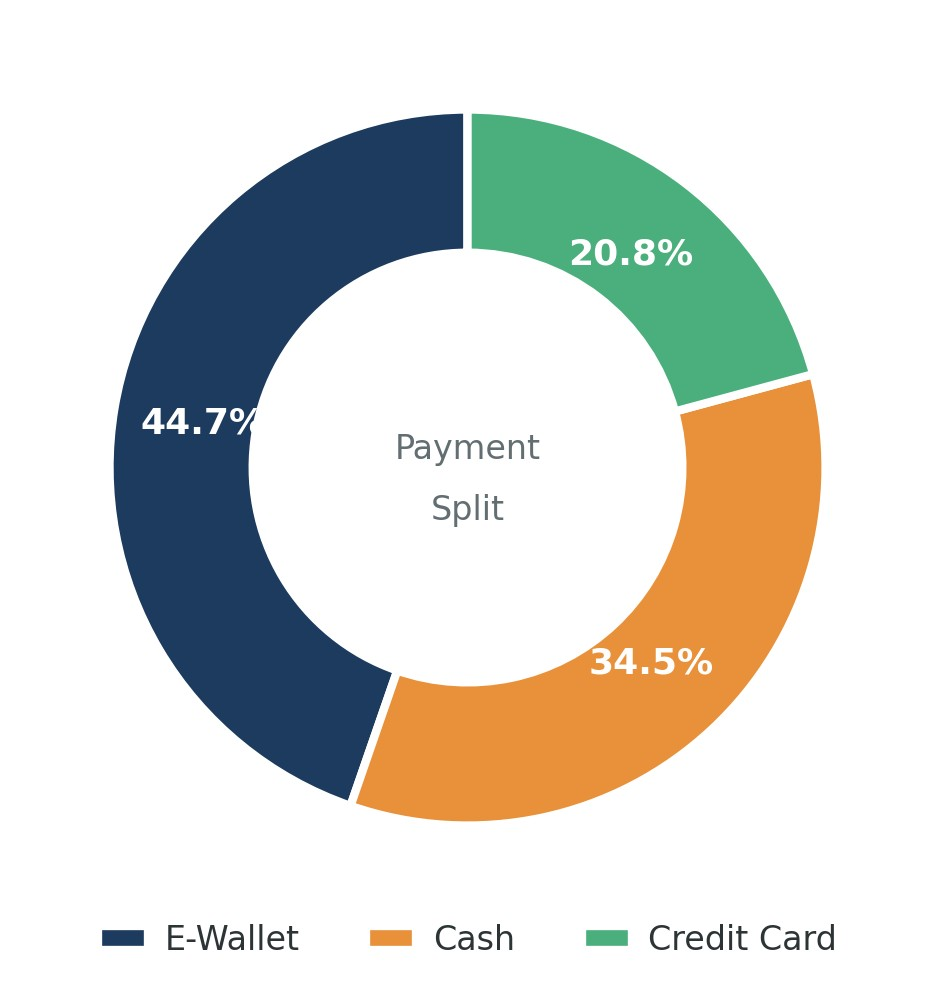 20.8%
44.7%
Payment
Split
34.5%
E-Wallet Cash Credit Card